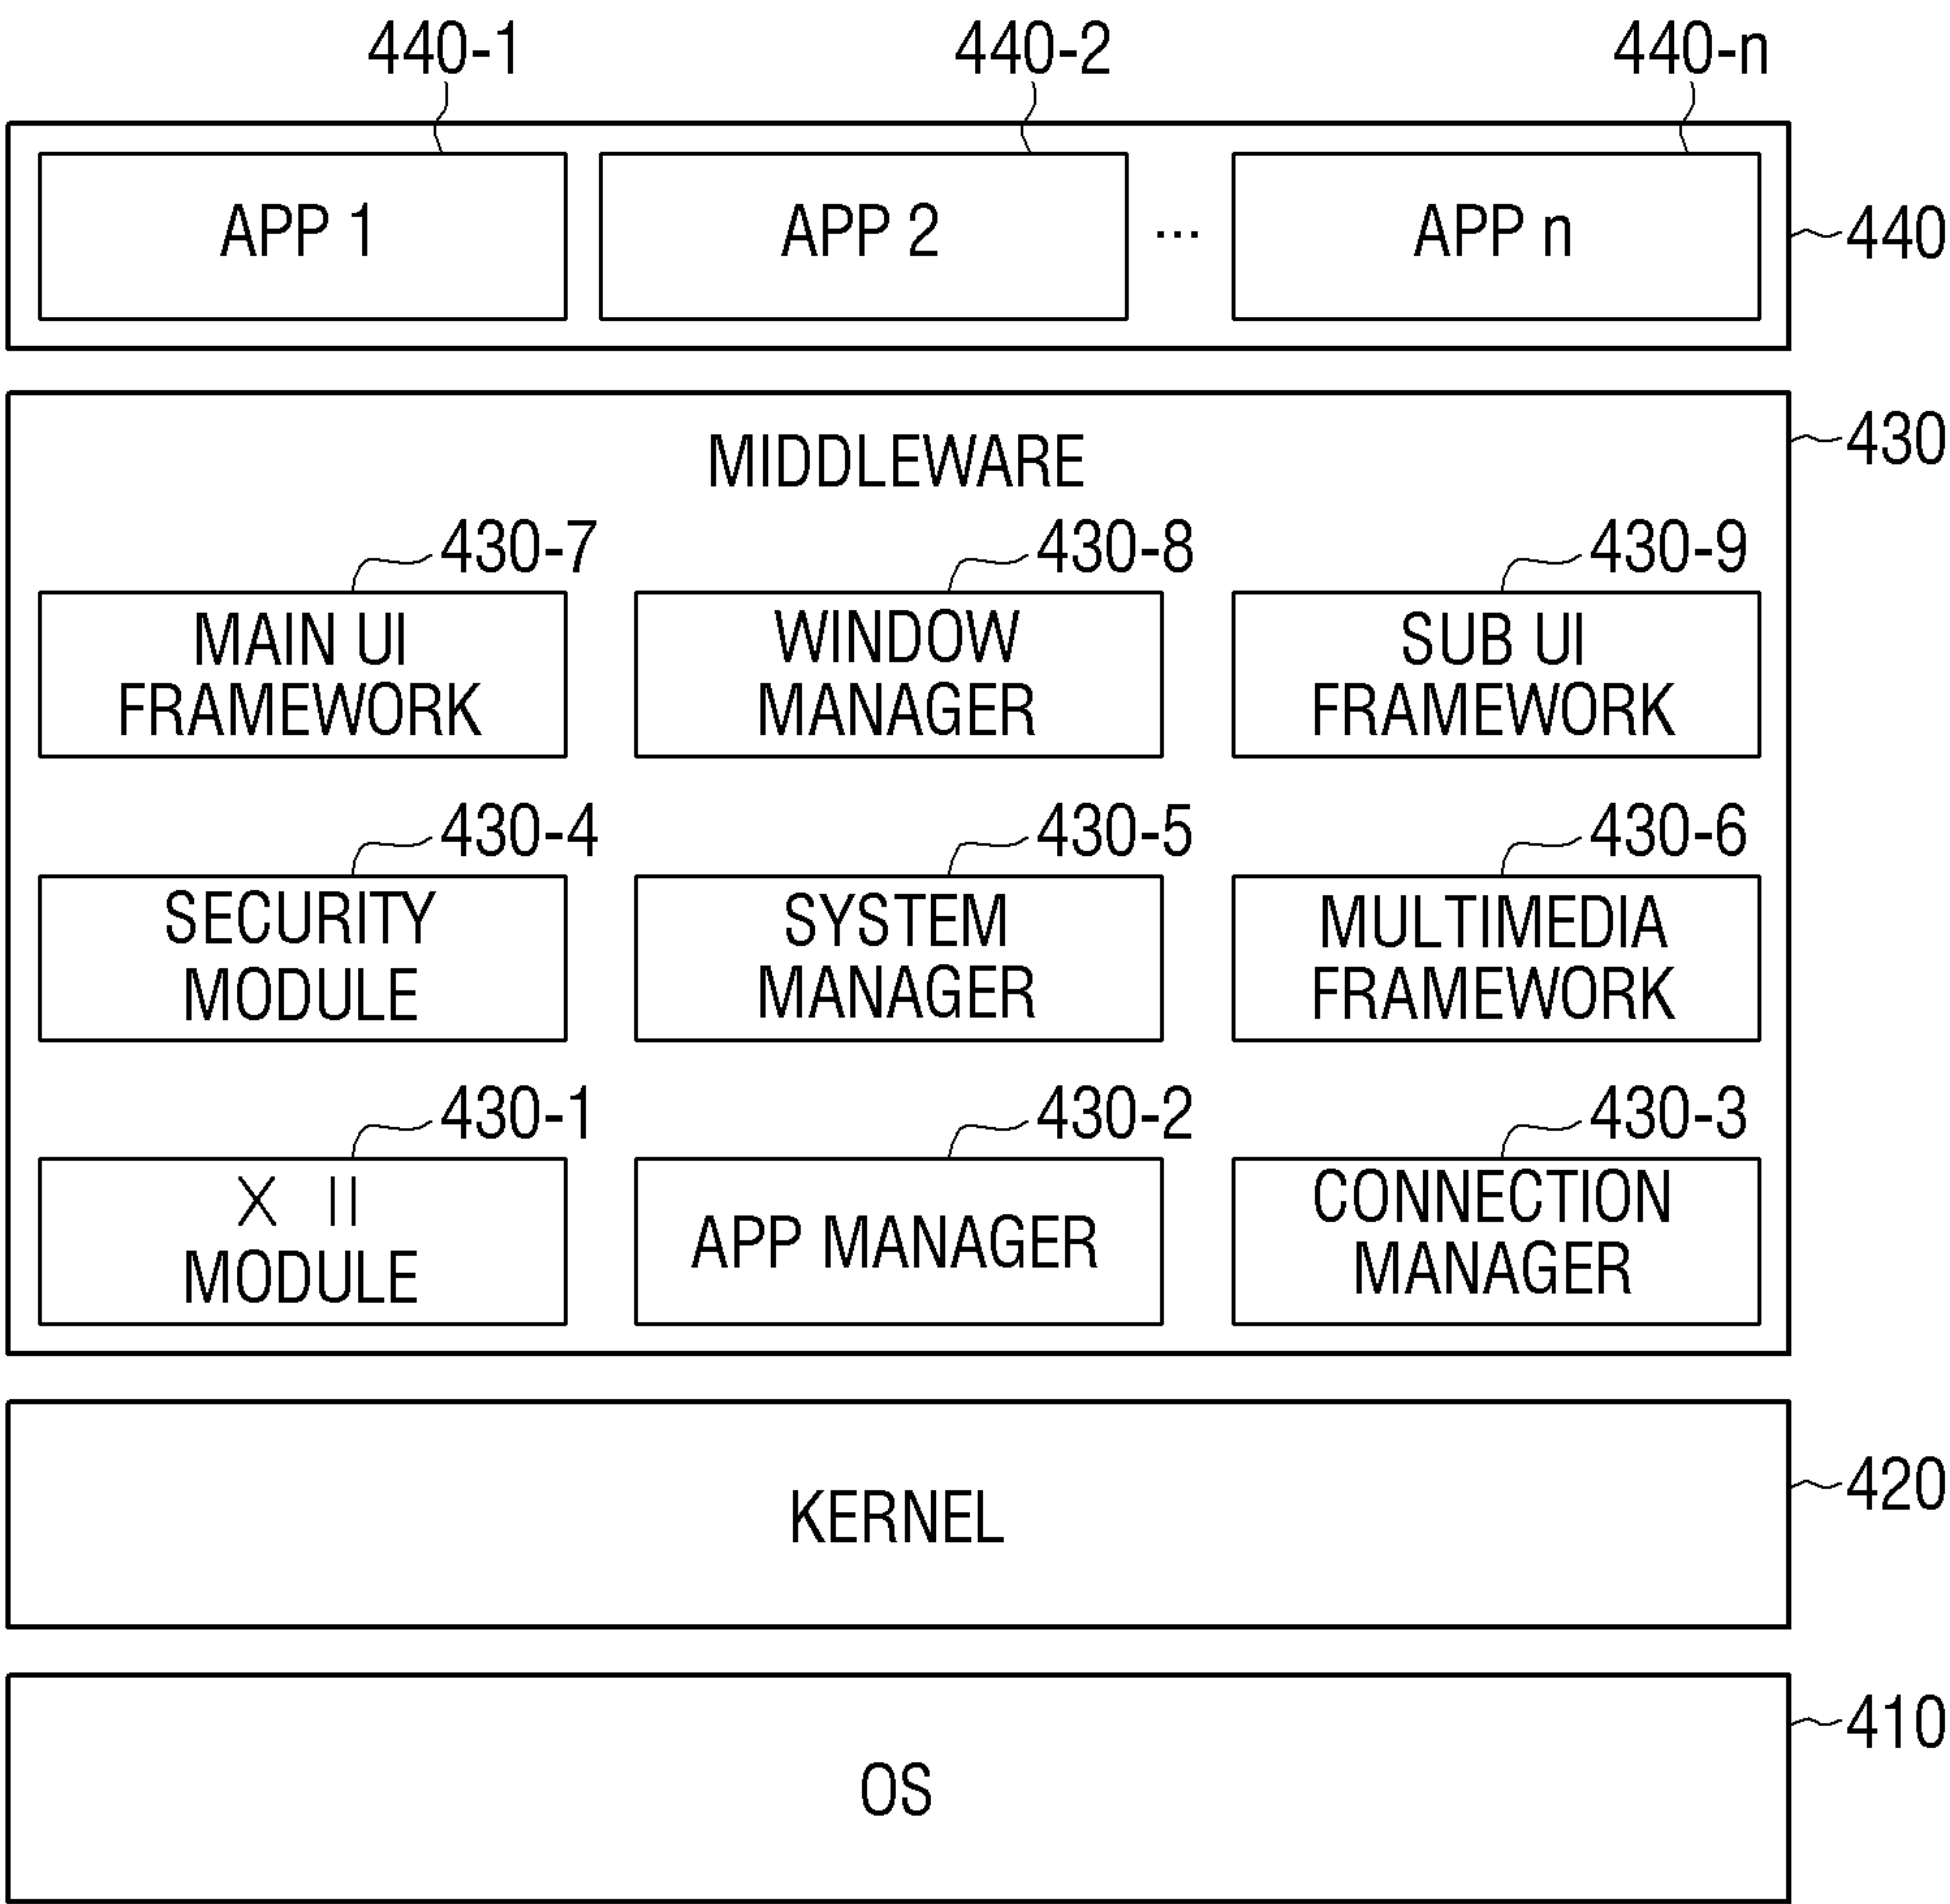 440-1 440-2 440-n
APP 1 APP 2 ... APP n 440
MIDDLEWARE 430
430-7 430-8 430-9
MAIN UI WINDOW SUB UI
FRAMEWORK MANAGER FRAMEWORK
430-4 430-5 430-6
SECURITY SYSTEM MULTIMEDIA
MODULE MANAGER FRAMEWORK
430-1 430-2 430-3
X II CONNECTION
MODULE APP MANAGER MANAGER
KERNEL 420
OS 410